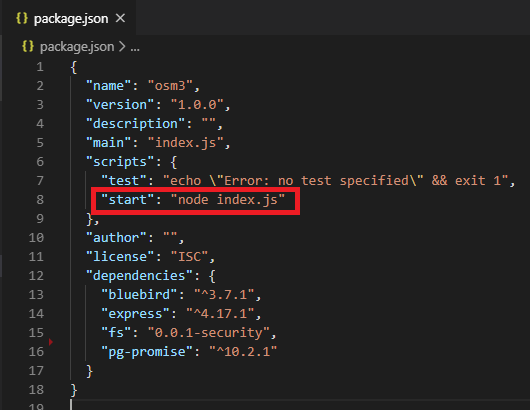 package.json
package.json > ...
1 {
2 "name": "osm3",
3 "version": "1.0.0",
4 "description": "",
5 "main": "index.js",
6 "scripts": {
7 "test": "echo \"Error: no test specified\" && exit 1",
8 "start": "node index.js"
9 },
10 "author": "",
11 "license": "ISC",
12 "dependencies": {
13 "bluebird": "^3.7.1",
14 "express": "^4.17.1",
15 "fs": "0.0.1-security",
16 "pg-promise": "^10.2.1"
17 }
18 }
19